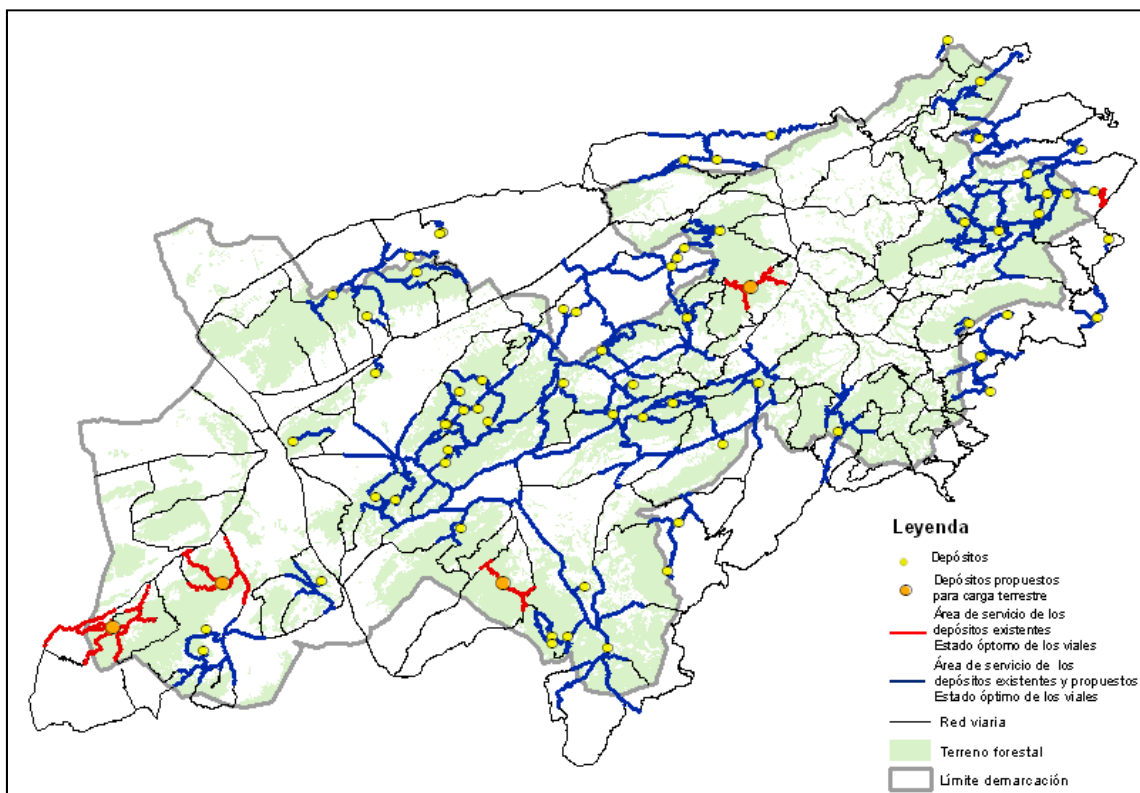 Leyenda
Depósitos
Depósitos propuestos
para carga terrestre
Área de servicio de los
depósitos existentes
Estado óptomo de los viales
Área de servicio de los
depósitos existentes y propuestos
Estado óptimo de los viales
Red viaria
Terreno forestal
Límite demarcación